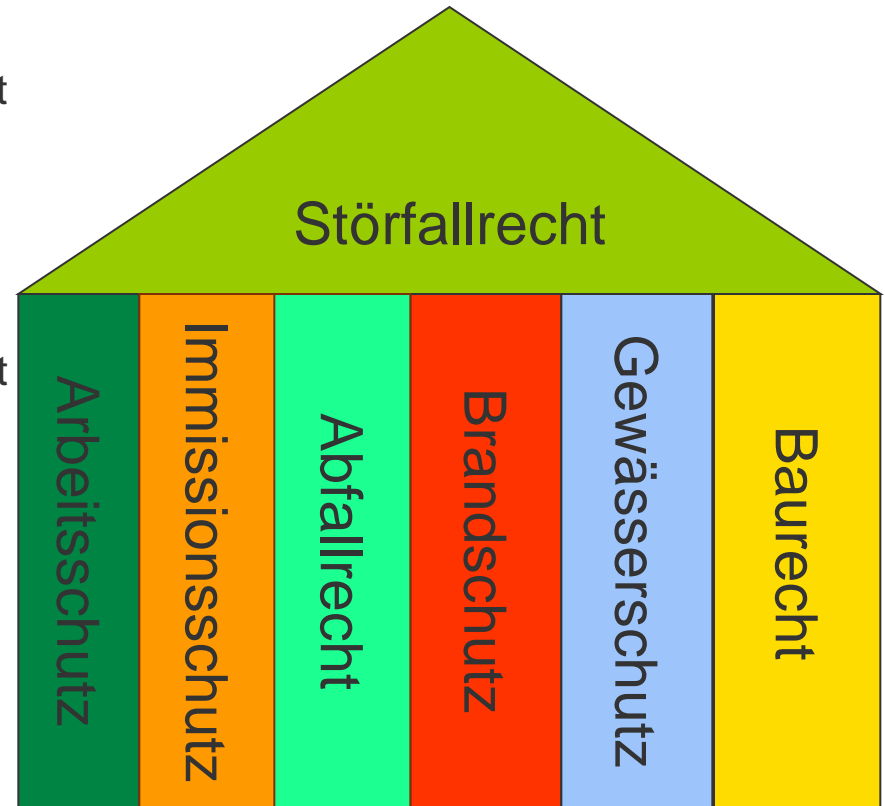 t
Störfallrecht
t
Arbeitsschutz
Immissionsschutz
Abfallrecht
Brandschutz
Gewässerschutz
Baurecht